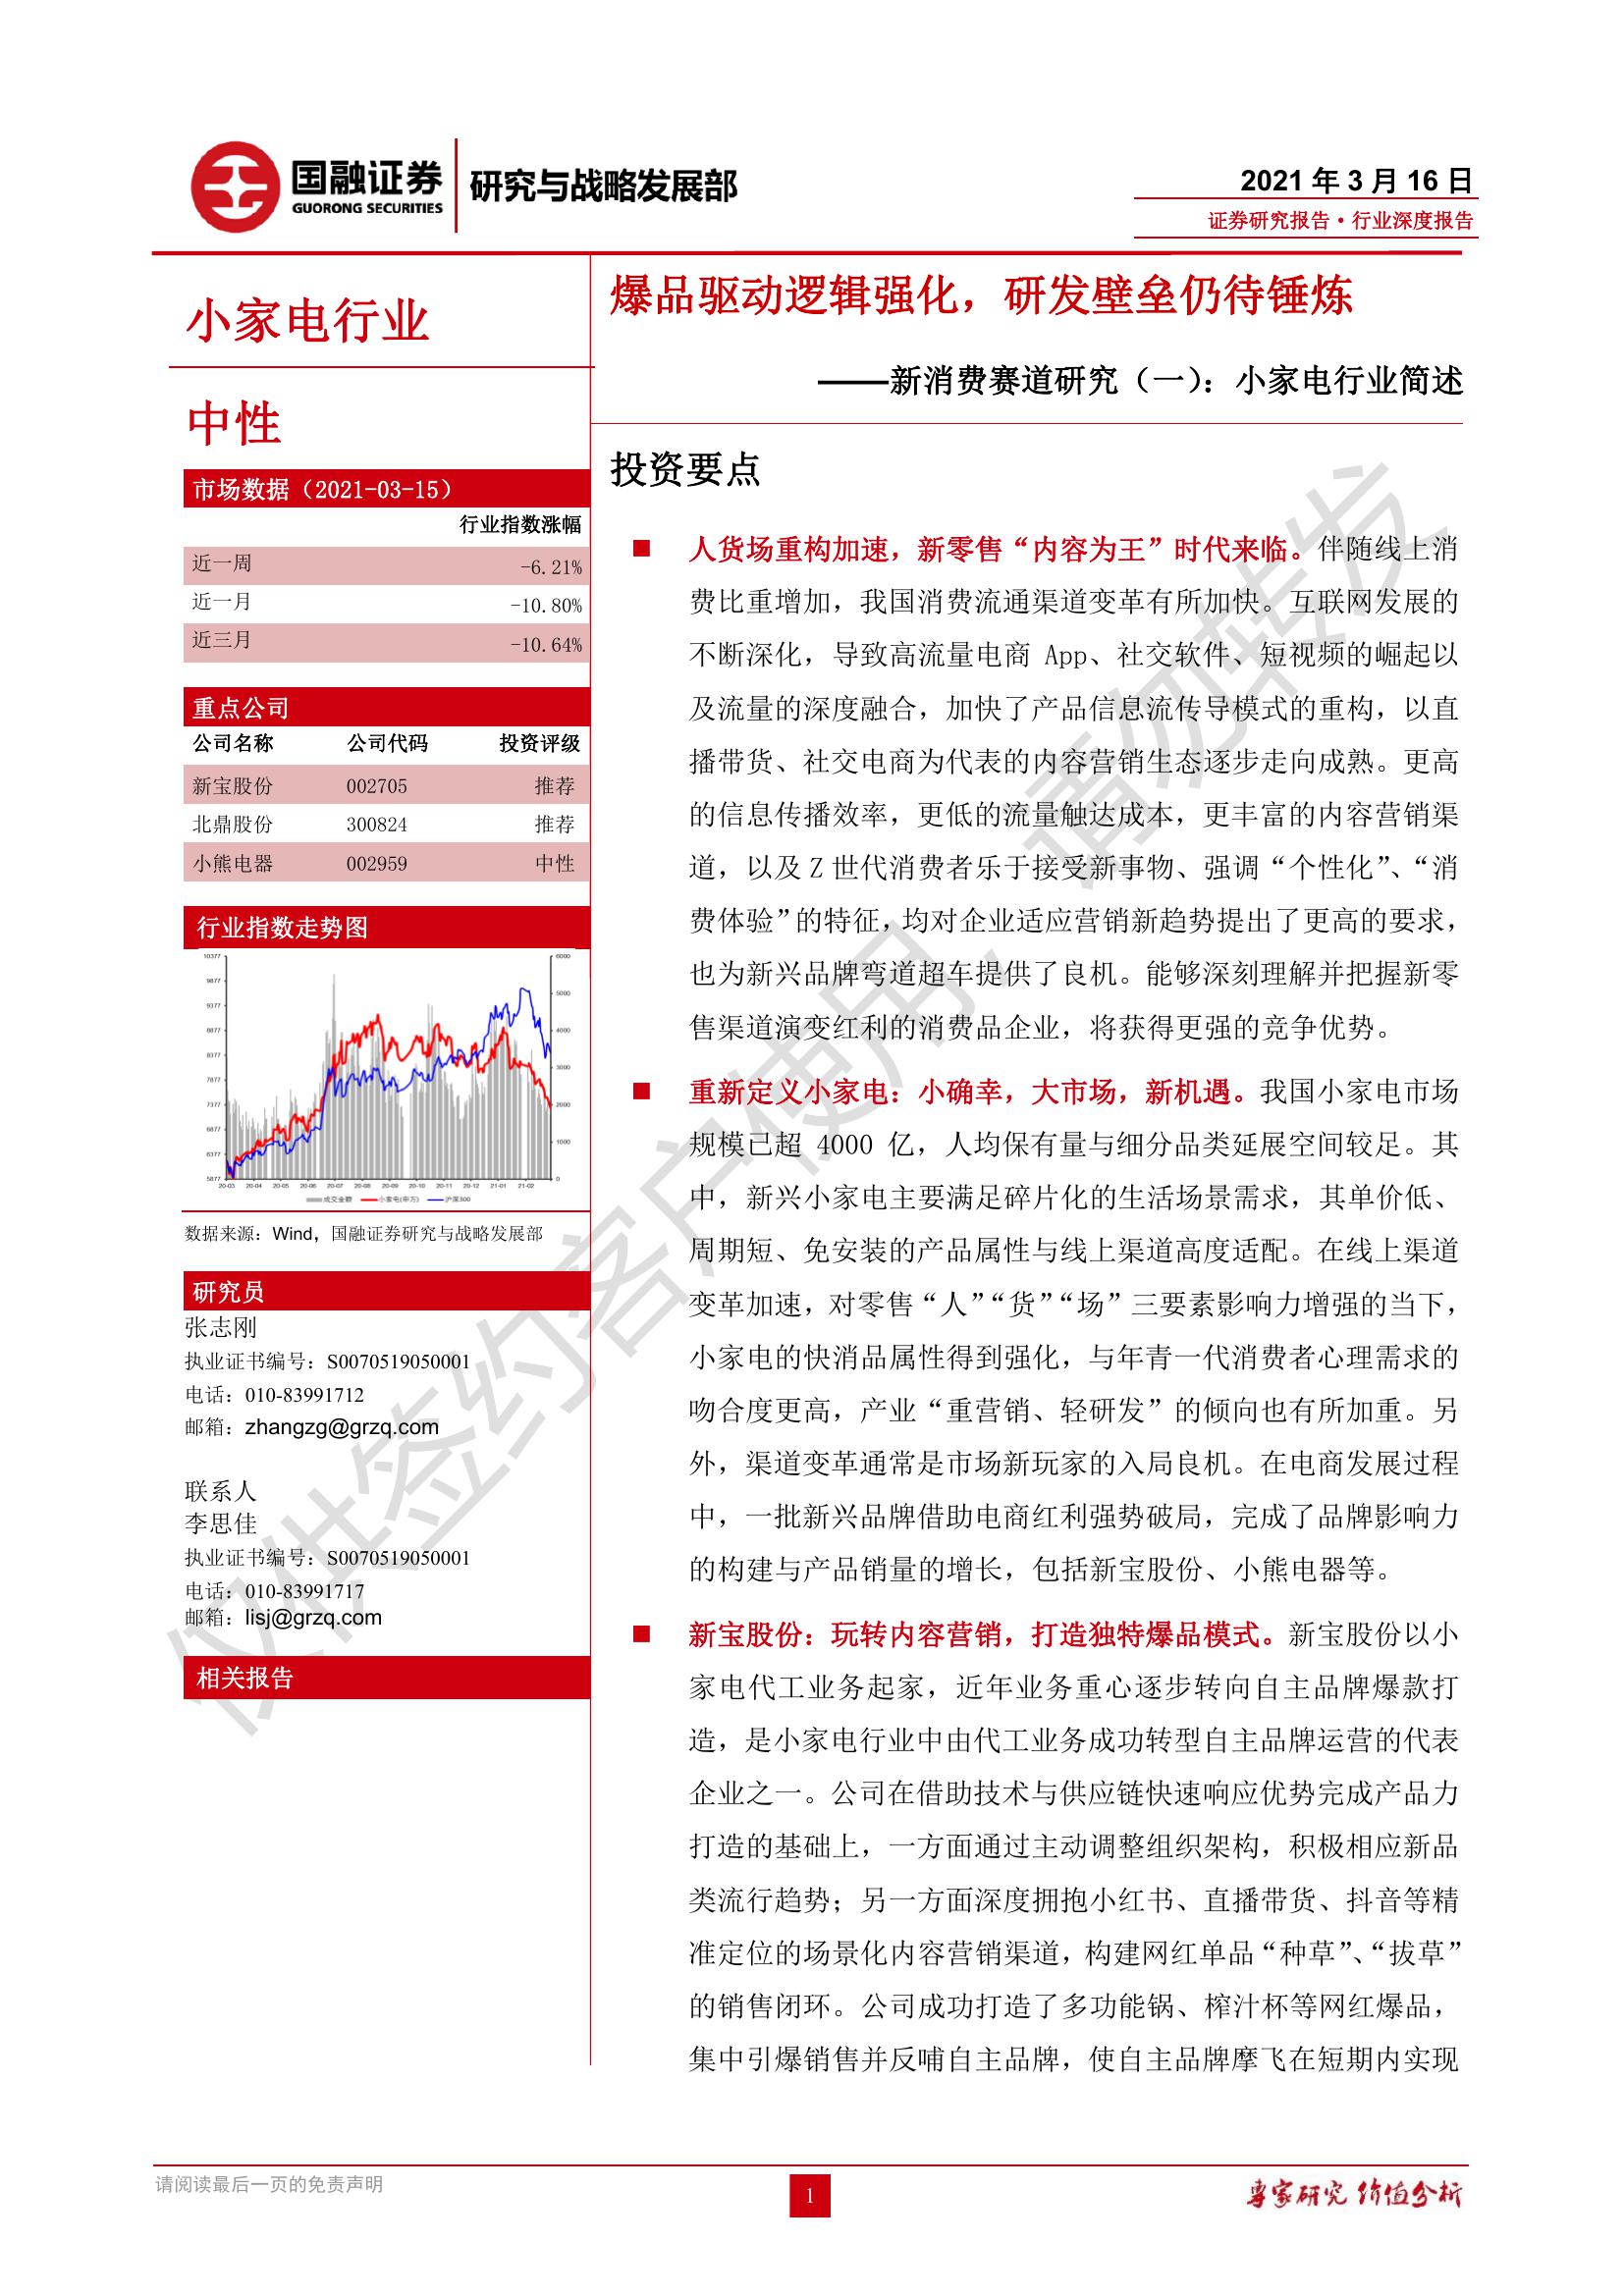 国融证券
GUORONG SECURITIES
研究与战略发展部
2021 年 3 月 16 日
证券研究报告·行业深度报告
小家电行业
中性
市场数据（2021-03-15）
行业指数涨幅
近一周 -6.21%
近一月 -10.80%
近三月 -10.64%
重点公司
公司名称 公司代码 投资评级
新宝股份 002705 推荐
北鼎股份 300824 推荐
小熊电器 002959 中性
行业指数走势图
10377
9877
9377
8877
8377
7877
7377
6877
6377
5877
6000
5000
4000
3000
2000
1000
0
20-03 20-04 20-05 20-06 20-07 20-08 20-09 20-10 20-11 20-12 21-01 21-02
成交金额 小家电(申万) 沪深300
数据来源：Wind，国融证券研究与战略发展部
研究员
张志刚
执业证书编号：S0070519050001
电话：010-83991712
邮箱：zhangzg@grzq.com
联系人
李思佳
执业证书编号：S0070519050001
电话：010-83991717
邮箱：lisj@grzq.com
相关报告
爆品驱动逻辑强化，研发壁垒仍待锤炼
——新消费赛道研究（一）：小家电行业简述
投资要点
■ 人货场重构加速，新零售“内容为王”时代来临。伴随线上消
费比重增加，我国消费流通渠道变革有所加快。互联网发展的
不断深化，导致高流量电商 App、社交软件、短视频的崛起以
及流量的深度融合，加快了产品信息流传导模式的重构，以直
播带货、社交电商为代表的内容营销生态逐步走向成熟。更高
的信息传播效率，更低的流量触达成本，更丰富的内容营销渠
道，以及 Z 世代消费者乐于接受新事物、强调“个性化”、“消
费体验”的特征，均对企业适应营销新趋势提出了更高的要求，
也为新兴品牌弯道超车提供了良机。能够深刻理解并把握新零
售渠道演变红利的消费品企业，将获得更强的竞争优势。
■ 重新定义小家电：小确幸，大市场，新机遇。我国小家电市场
规模已超 4000 亿，人均保有量与细分品类延展空间较足。其
中，新兴小家电主要满足碎片化的生活场景需求，其单价低、
周期短、免安装的产品属性与线上渠道高度适配。在线上渠道
变革加速，对零售“人”“货”“场”三要素影响力增强的当下，
小家电的快消品属性得到强化，与年青一代消费者心理需求的
吻合度更高，产业“重营销、轻研发”的倾向也有所加重。另
外，渠道变革通常是市场新玩家的入局良机。在电商发展过程
中，一批新兴品牌借助电商红利强势破局，完成了品牌影响力
的构建与产品销量的增长，包括新宝股份、小熊电器等。
■ 新宝股份：玩转内容营销，打造独特爆品模式。新宝股份以小
家电代工业务起家，近年业务重心逐步转向自主品牌爆款打
造，是小家电行业中由代工业务成功转型自主品牌运营的代表
企业之一。公司在借助技术与供应链快速响应优势完成产品力
打造的基础上，一方面通过主动调整组织架构，积极相应新品
类流行趋势；另一方面深度拥抱小红书、直播带货、抖音等精
准定位的场景化内容营销渠道，构建网红单品“种草”、“拔草”
的销售闭环。公司成功打造了多功能锅、榨汁杯等网红爆品，
集中引爆销售并反哺自主品牌，使自主品牌摩飞在短期内实现
仅供签约客户使用，请勿转发
请阅读最后一页的免责声明
1
专家研究 价值分析